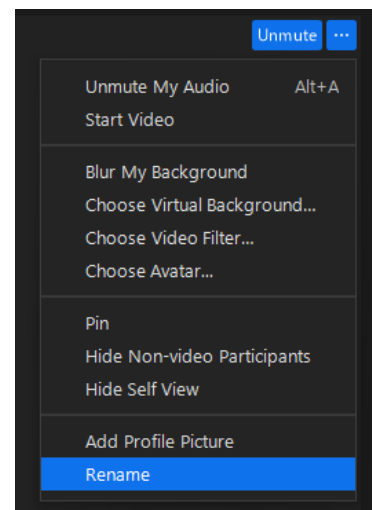 Unmute ...
Unmute My Audio Alt+A
Start Video
Blur My Background
Choose Virtual Background...
Choose Video Filter...
Choose Avatar...
Pin
Hide Non-video Participants
Hide Self View
Add Profile Picture
Rename